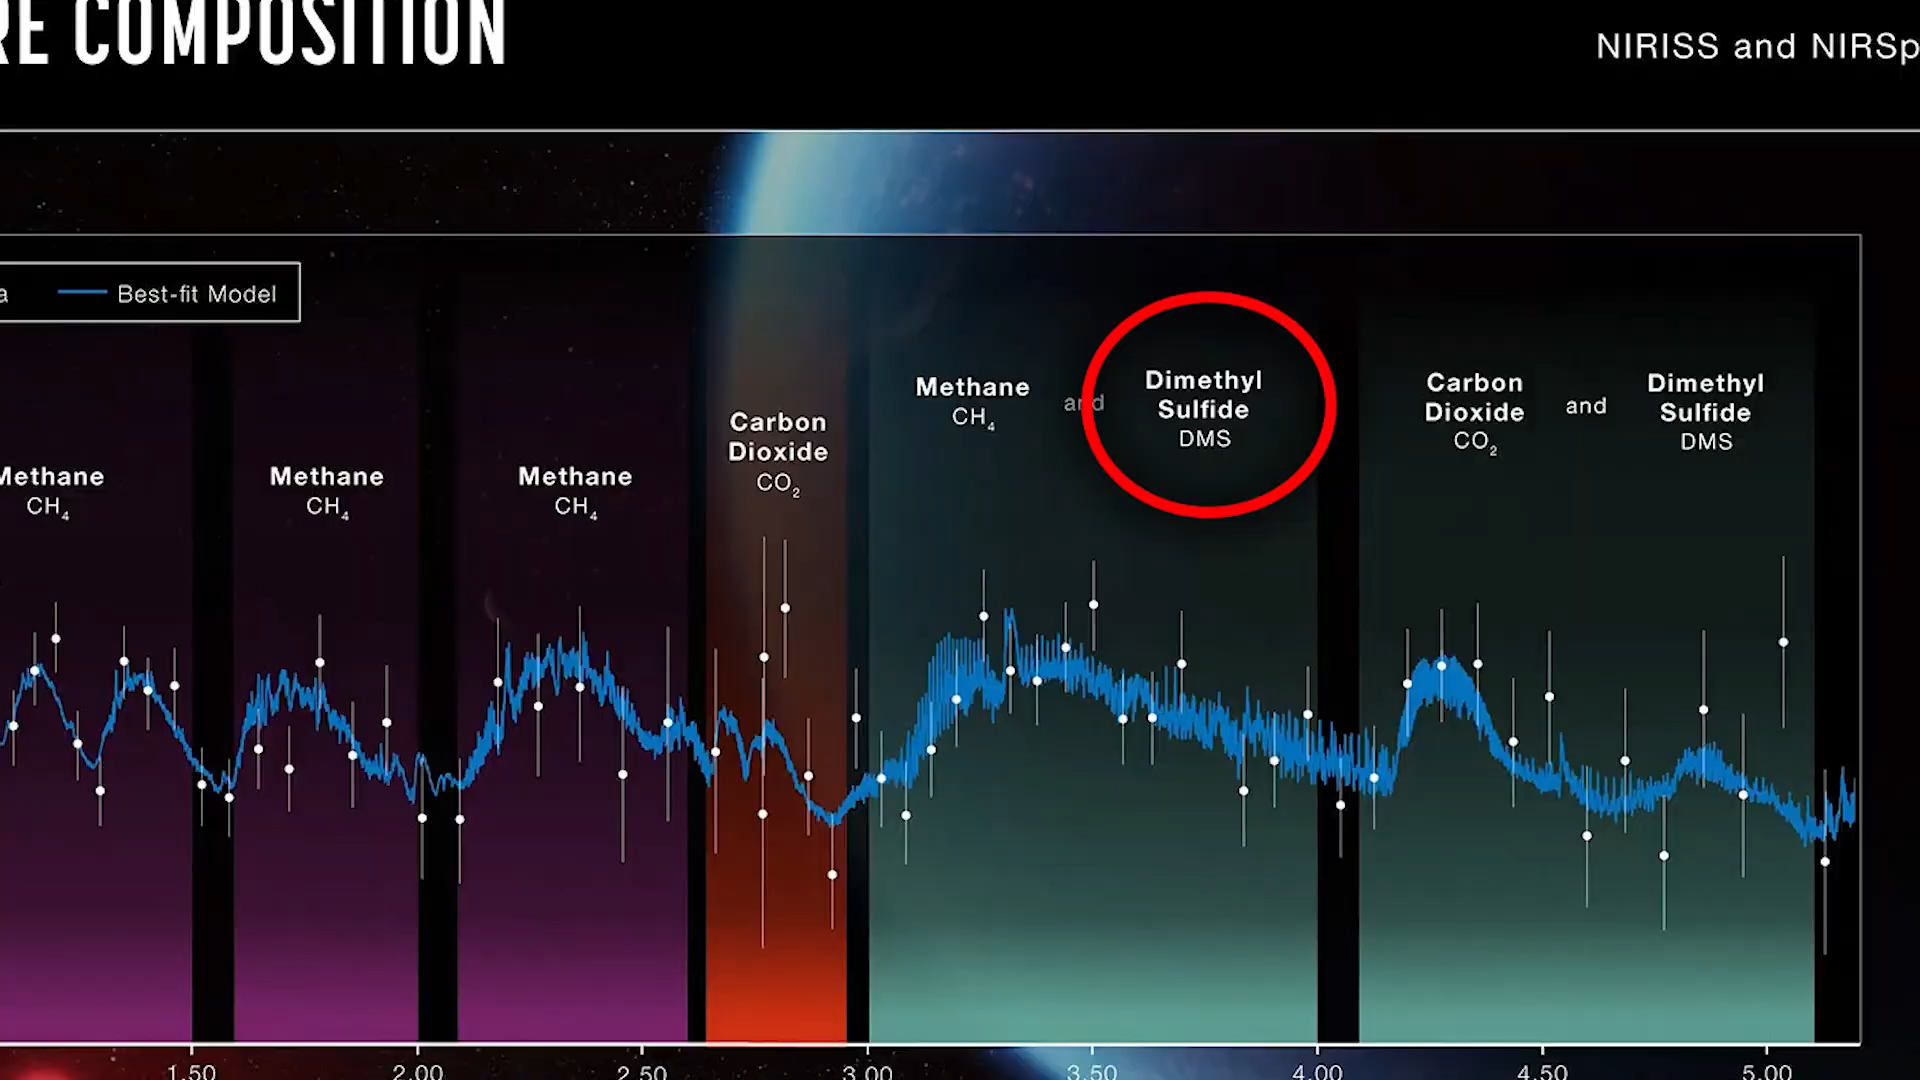 RE COMPOSITION
NIRISS and NIRSp
a Best-fit Model
Methane
CH₄
Methane
CH₄
Methane
CH₄
Carbon
Dioxide
CO₂
Methane
CH₄
and
Dimethyl
Sulfide
DMS
Carbon
Dioxide
CO₂
and
Dimethyl
Sulfide
DMS
1.50 2.00 2.50 3.00 3.50 4.00 4.50 5.00